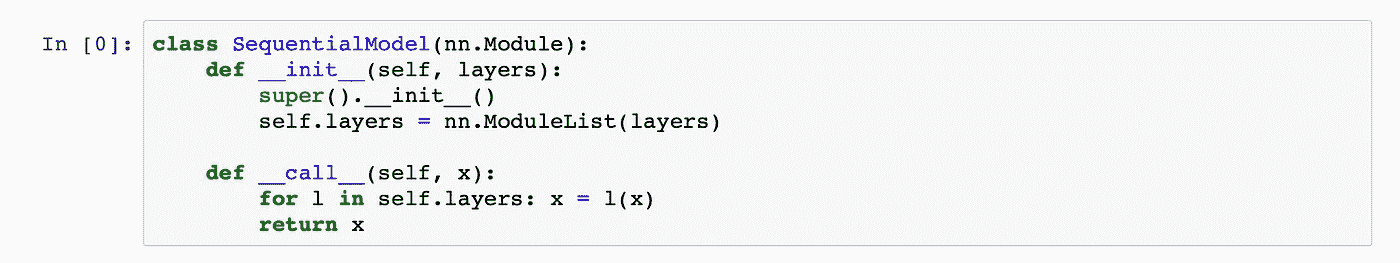 In [0]: class SequentialModel(nn.Module):
    def __init__(self, layers):
        super().__init__()
        self.layers = nn.ModuleList(layers)

    def __call__(self, x):
        for l in self.layers: x = l(x)
        return x